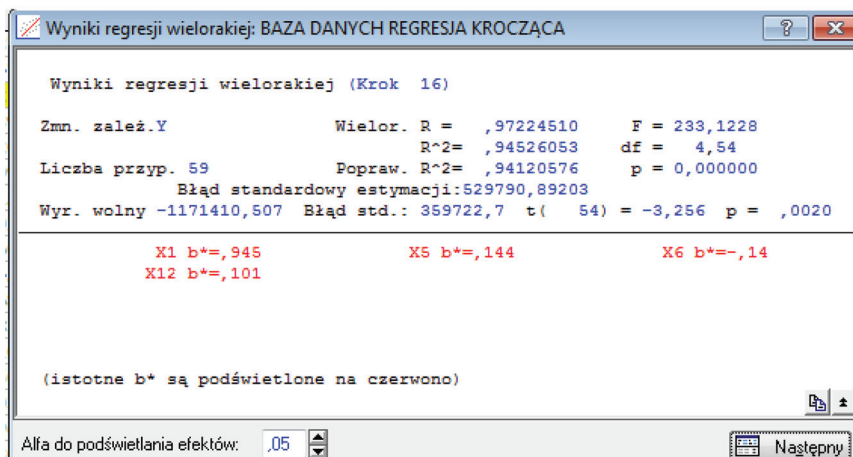 Wyniki regresji wielorakiej: BAZA DANYCH REGRESJA KROCZĄCA
Wyniki regresji wielorakiej (Krok 16)
Zmn. zależ.Y Wielor. R = ,97224510 F = 233,1228
R^2= ,94526053 df = 4,54
Liczba przyp. 59 Popraw. R^2= ,94120576 p = 0,000000
Błąd standardowy estymacji:529790,89203
Wyr. wolny -1171410,507 Błąd std.: 359722,7 t( 54) = -3,256 p = ,0020
X1 b*=,945 X5 b*=,144 X6 b*=-,14
X12 b*=,101
(istotne b* są podświetlone na czerwono)
Alfa do podświetlania efektów: ,05 Następny